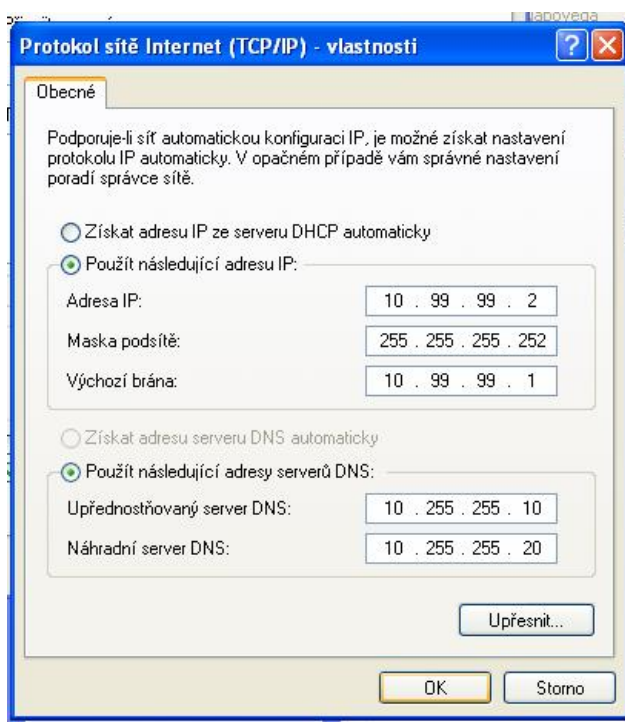 Nápověda
Protokol sítě Internet (TCP/IP) - vlastnosti
Obecné
Podporuje-li síť automatickou konfiguraci IP, je možné získat nastavení
protokolu IP automaticky. V opačném případě vám správné nastavení
poradí správce sítě.
Získat adresu IP ze serveru DHCP automaticky
Použít následující adresu IP:
Adresa IP: 10 . 99 . 99 . 2
Maska podsítě: 255 . 255 . 255 . 252
Výchozí brána: 10 . 99 . 99 . 1
Získat adresu serveru DNS automaticky
Použít následující adresy serverů DNS:
Upřednostňovaný server DNS: 10 . 255 . 255 . 10
Náhradní server DNS: 10 . 255 . 255 . 20
Upřesnit...
OK Storno